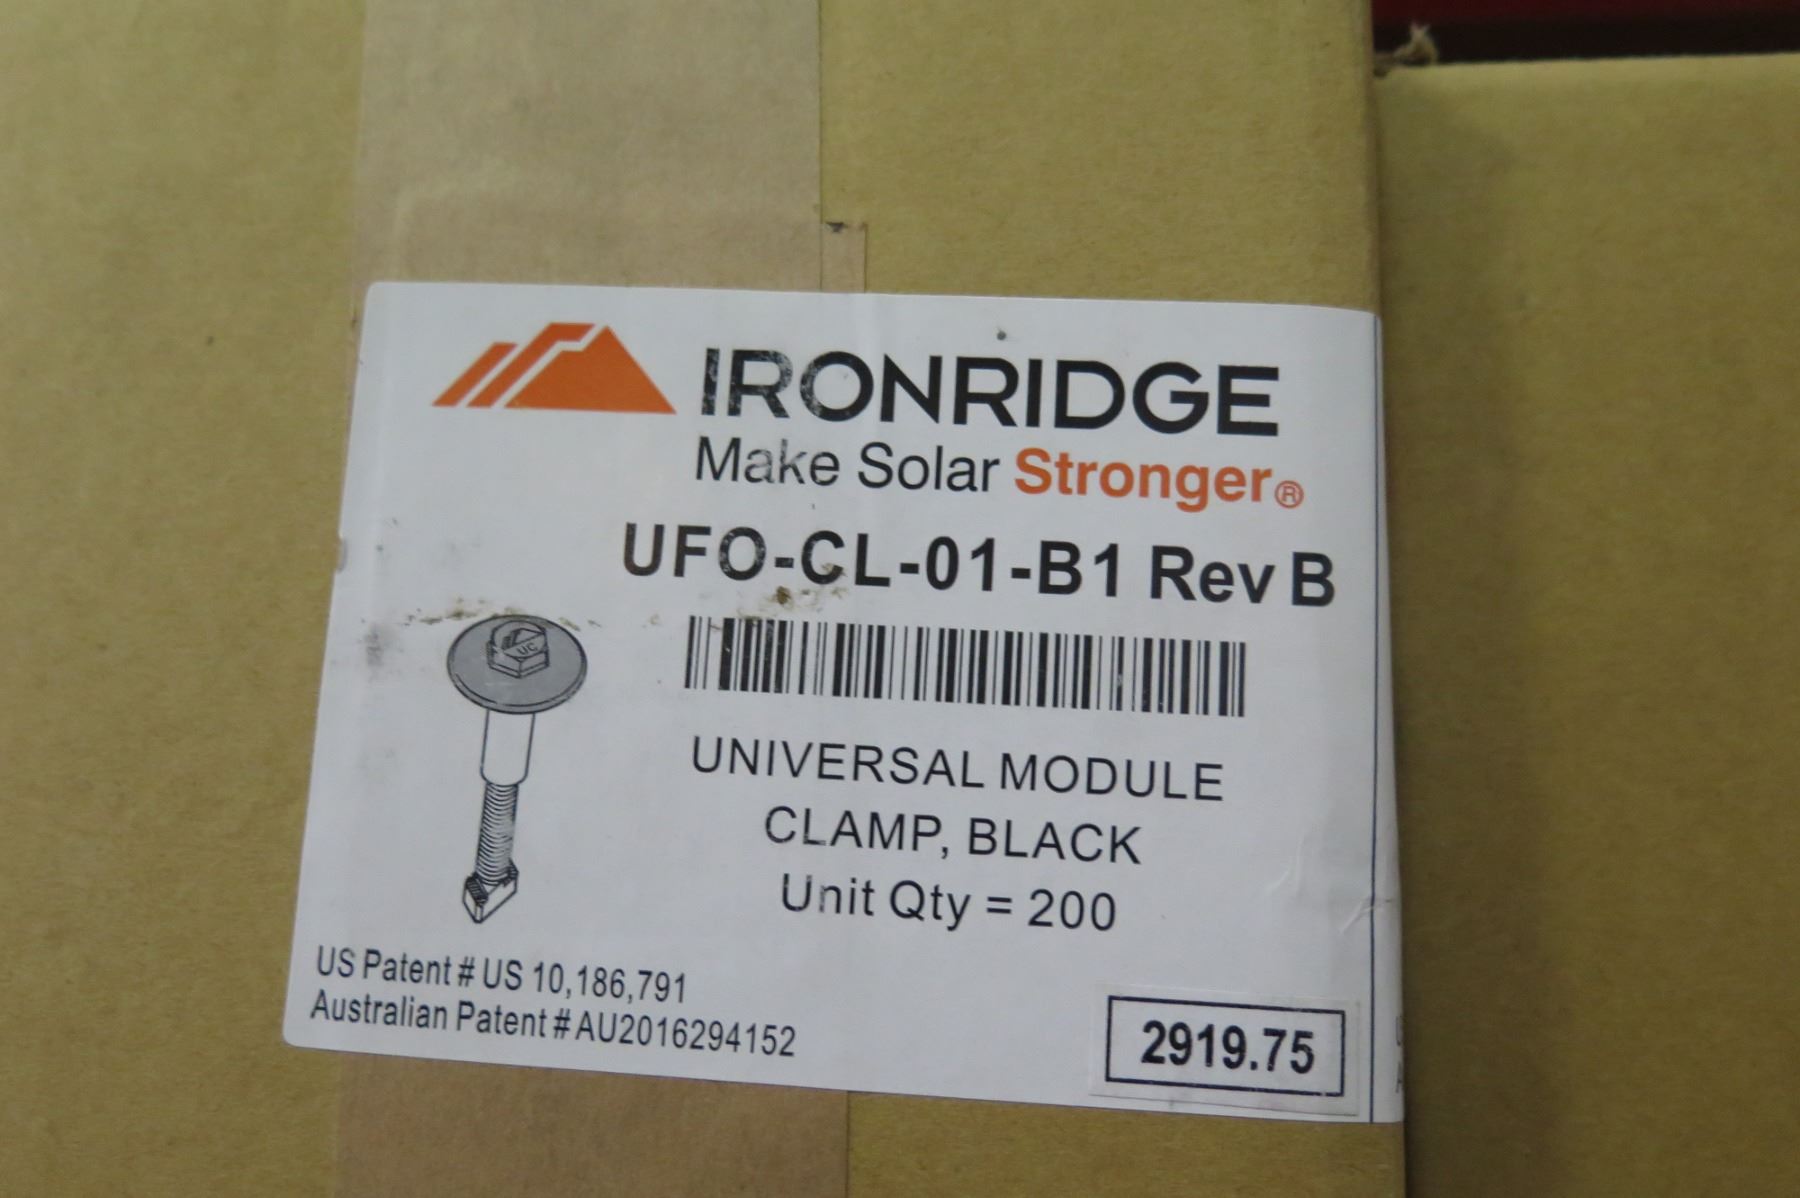 IRONRIDGE
Make Solar Stronger®
UFO-CL-01-B1 Rev B
UC
UNIVERSAL MODULE
CLAMP, BLACK
Unit Qty = 200
US Patent # US 10,186,791
Australian Patent # AU2016294152
2919.75